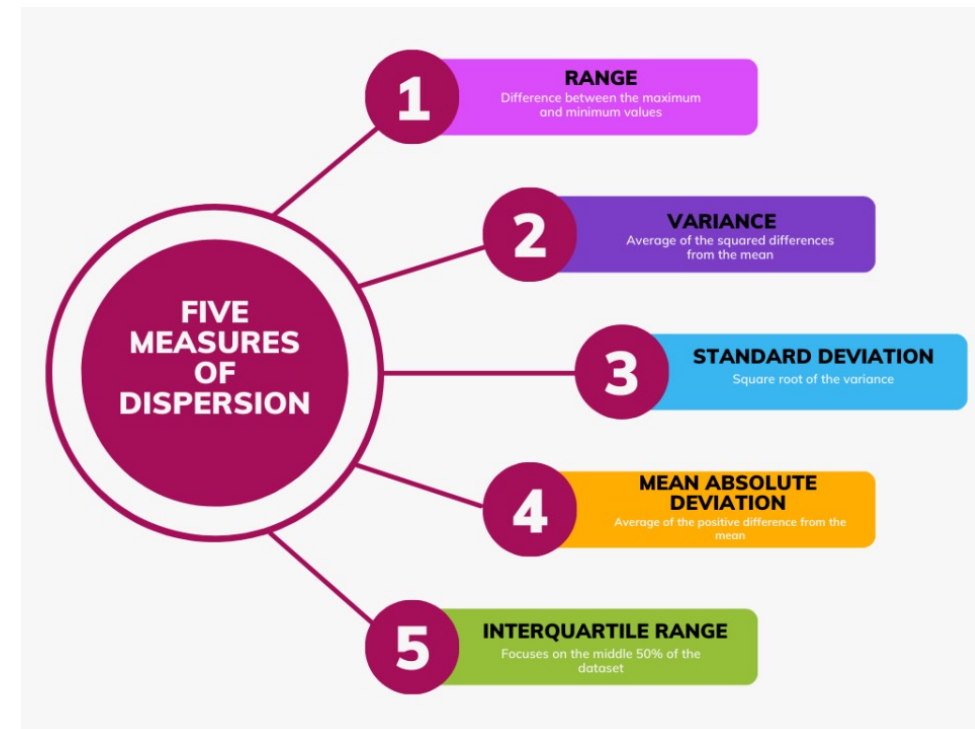 FIVE
MEASURES
OF
DISPERSION
1
RANGE
Difference between the maximum
and minimum values
2
VARIANCE
Average of the squared differences
from the mean
3
STANDARD DEVIATION
Square root of the variance
4
MEAN ABSOLUTE
DEVIATION
Average of the positive difference from the
mean
5
INTERQUARTILE RANGE
Focuses on the middle 50% of the
dataset